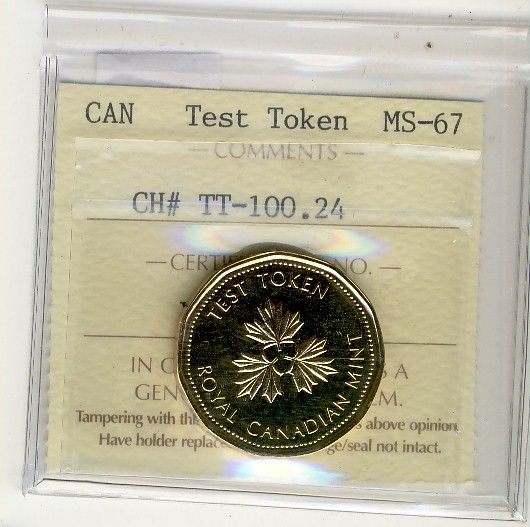 CAN Test Token MS-67
— COMMENTS —
CH# TT-100.24
— CERTI NO. —
TEST TOKEN
ROYAL CANADIAN MINT
IN C S A
GEN M.
Tampering with th above opinion
Have holder replac ge/seal not intact.